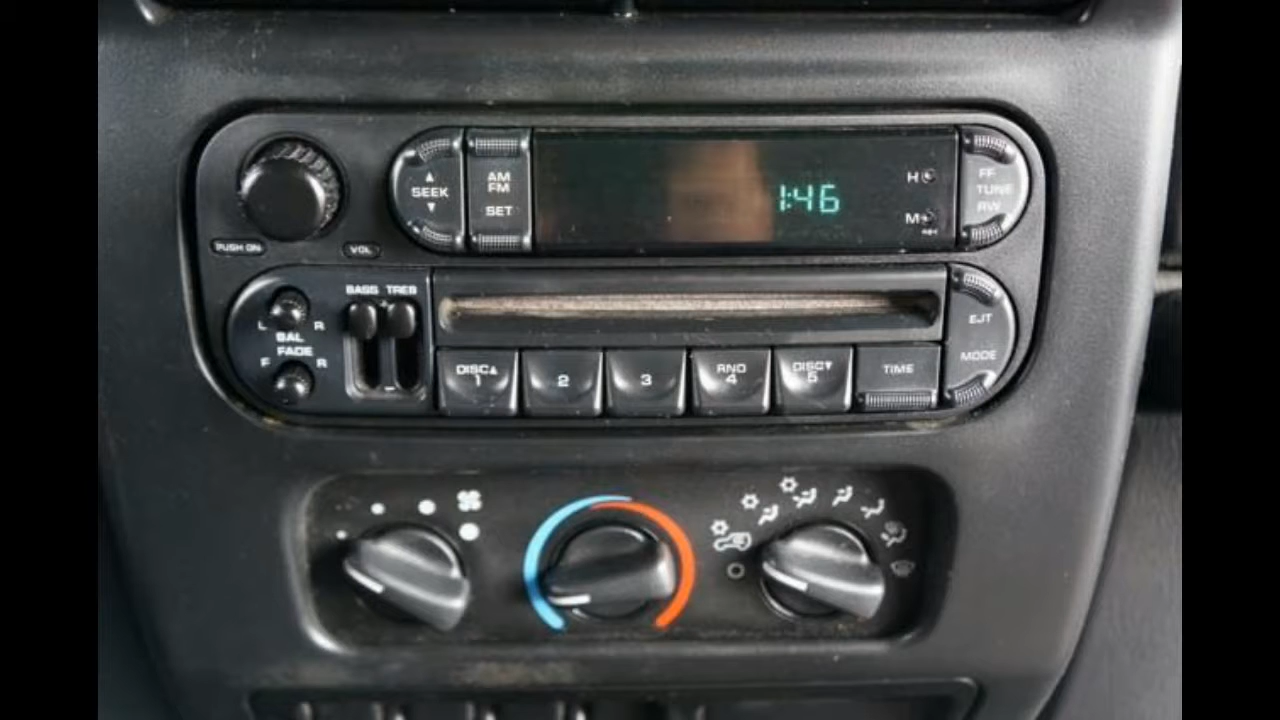 AM
FM
SEEK
SET
1:46
H
M
FF
TUNE
RW
PUSH ON
VOL
BASS TREB
L R
BAL
FADE
F R
EJT
MODE
DISC▲
1
2
3
RND
4
DISC▼
5
TIME